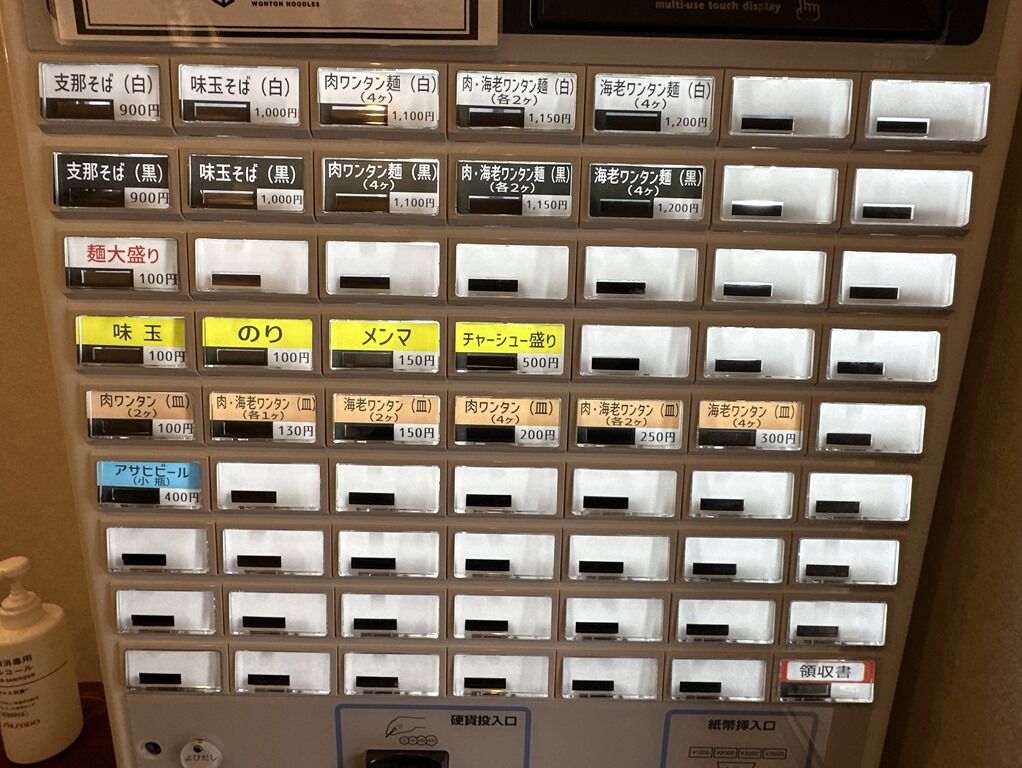 WONTON NOODLES
multi-use touch display
支那そば（白）
900円
味玉そば（白）
1,000円
肉ワンタン麺（白）
（4ヶ）
1,100円
肉・海老ワンタン麺（白）
（各2ヶ）
1,150円
海老ワンタン麺（白）
（4ヶ）
1,200円
支那そば（黒）
900円
味玉そば（黒）
1,000円
肉ワンタン麺（黒）
（4ヶ）
1,100円
肉・海老ワンタン麺（黒）
（各2ヶ）
1,150円
海老ワンタン麺（黒）
（4ヶ）
1,200円
麺大盛り
100円
味玉
100円
のり
100円
メンマ
150円
チャーシュー盛り
500円
肉ワンタン（皿）
（2ヶ）
100円
肉・海老ワンタン（皿）
（各1ヶ）
130円
海老ワンタン（皿）
（2ヶ）
150円
肉ワンタン（皿）
（4ヶ）
200円
肉・海老ワンタン（皿）
（各2ヶ）
250円
海老ワンタン（皿）
（4ヶ）
300円
アサヒビール
（小瓶）
400円
領収書
硬貨投入口
紙幣挿入口
よびだし
消毒用